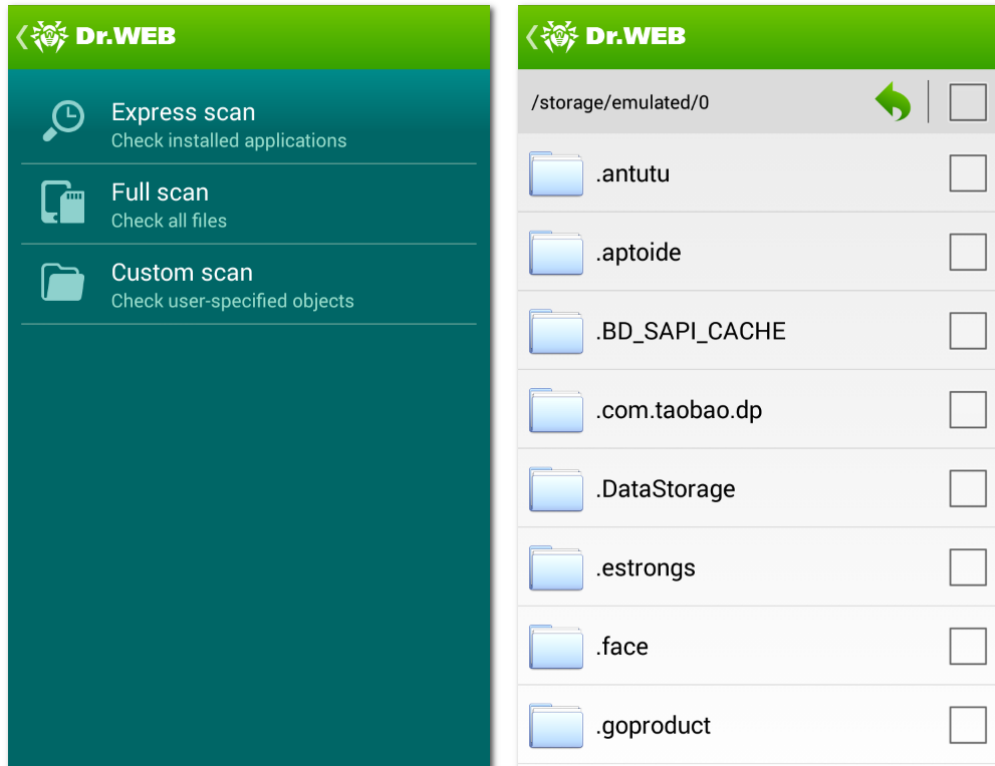 Dr.WEB
Express scan
Check installed applications
Full scan
Check all files
Custom scan
Check user-specified objects
Dr.WEB
/storage/emulated/0
.antutu
.aptoide
.BD_SAPI_CACHE
.com.taobao.dp
.DataStorage
.estrongs
.face
.goproduct